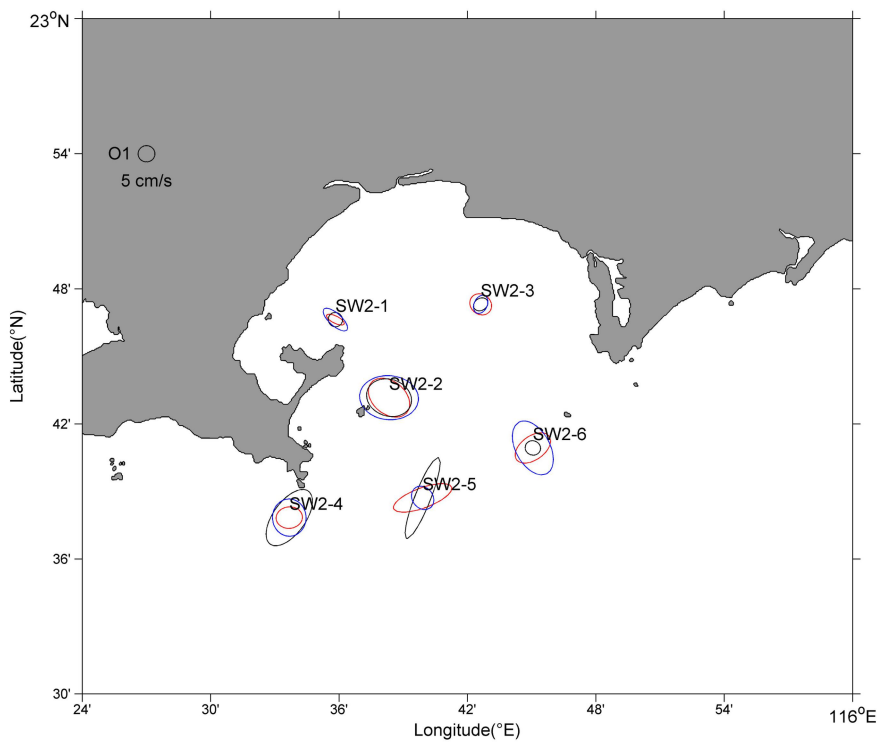 23°N
O1
54'
5 cm/s
48'
SW2-3
SW2-1
Latitude(°N)
SW2-2
42'
SW2-6
SW2-5
SW2-4
36'
30'
24' 30' 36' 42' 48' 54' 116°E
Longitude(°E)